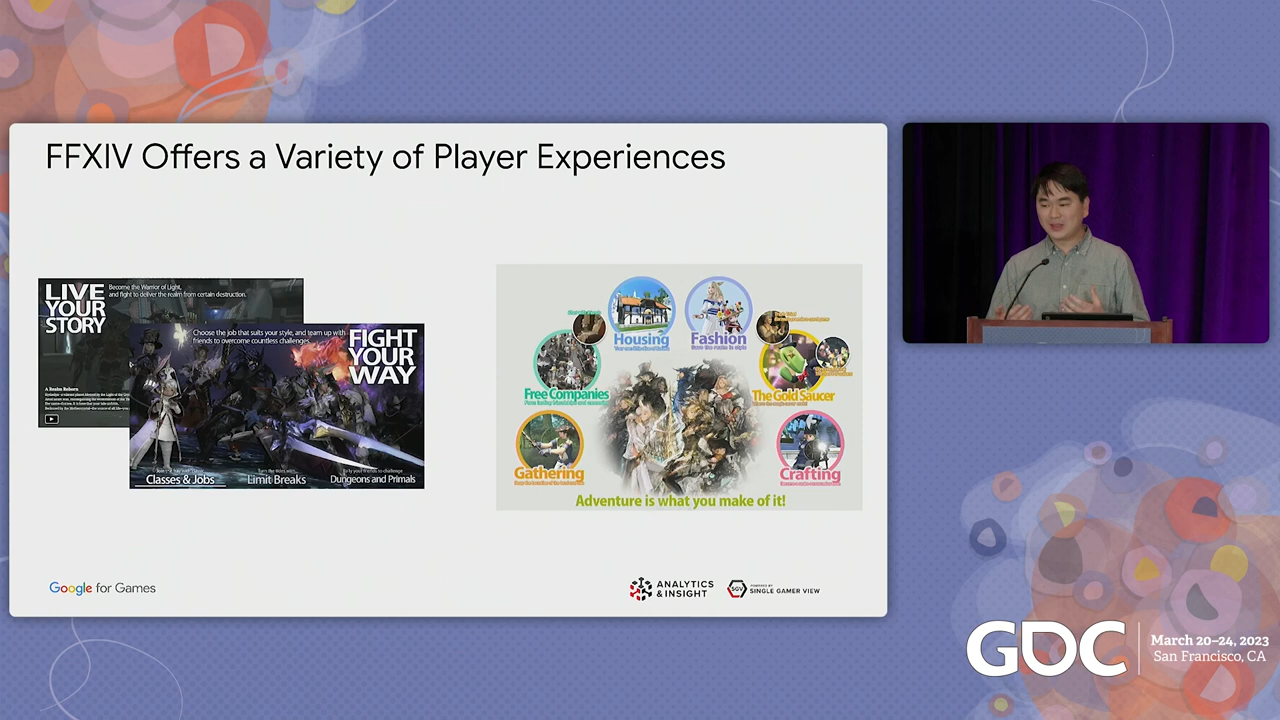 FFXIV Offers a Variety of Player Experiences
LIVE
YOUR
STORY
Become the Warrior of Light,
and fight to deliver the realm from certain destruction.
A Realm Reborn
Choose the job that suits your style, and team up with
friends to overcome countless challenges.
FIGHT
YOUR
WAY
Classes & Jobs
Limit Breaks
Dungeons and Primals
Housing
Fashion
Free Companies
The Gold Saucer
Gathering
Crafting
Adventure is what you make of it!
Google for Games
ANALYTICS
& INSIGHT
SGV
POWERED BY
SINGLE GAMER VIEW
GDC
March 20–24, 2023
San Francisco, CA